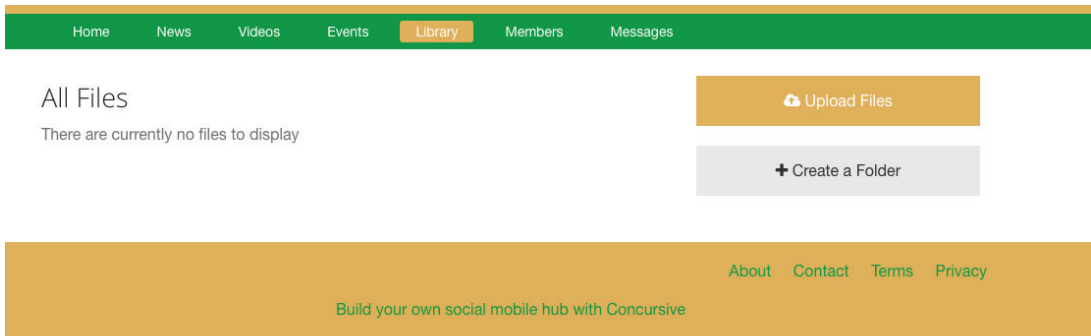 Home News Videos Events Library Members Messages
All Files
There are currently no files to display
Upload Files
Create a Folder
About Contact Terms Privacy
Build your own social mobile hub with Concursive